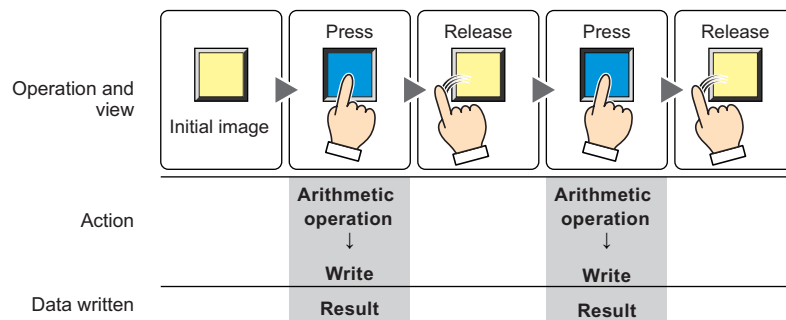 Press
Release
Press
Release
Operation and
view
Initial image
Action
Arithmetic
operation
↓
Write
Arithmetic
operation
↓
Write
Data written
Result
Result